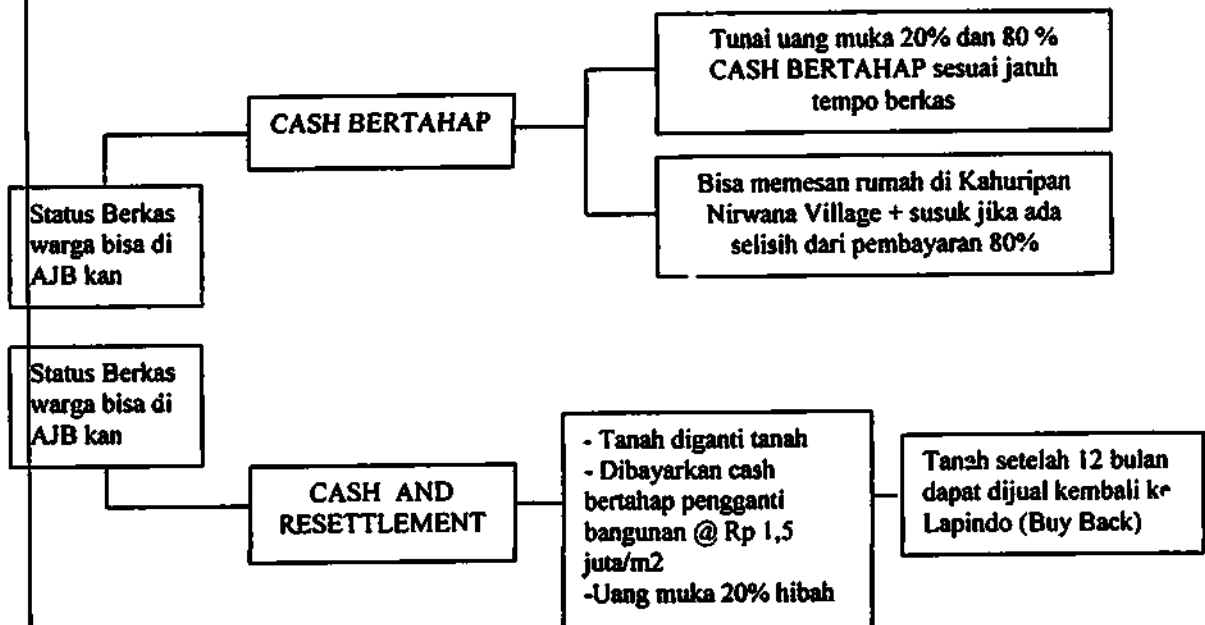 Tunai uang muka 20% dan 80 %
CASH BERTAHAP sesuai jatuh
tempo berkas
CASH BERTAHAP
Bisa memesan rumah di Kahuripan
Nirwana Village + susuk jika ada
selisih dari pembayaran 80%
Status Berkas
warga bisa di
AJB kan
Status Berkas
warga bisa di
AJB kan
CASH AND
RESETTLEMENT
- Tanah diganti tanah
- Dibayarkan cash
bertahap pengganti
bangunan @ Rp 1,5
juta/m2
-Uang muka 20% hibah
Tanah setelah 12 bulan
dapat dijual kembali ke
Lapindo (Buy Back)